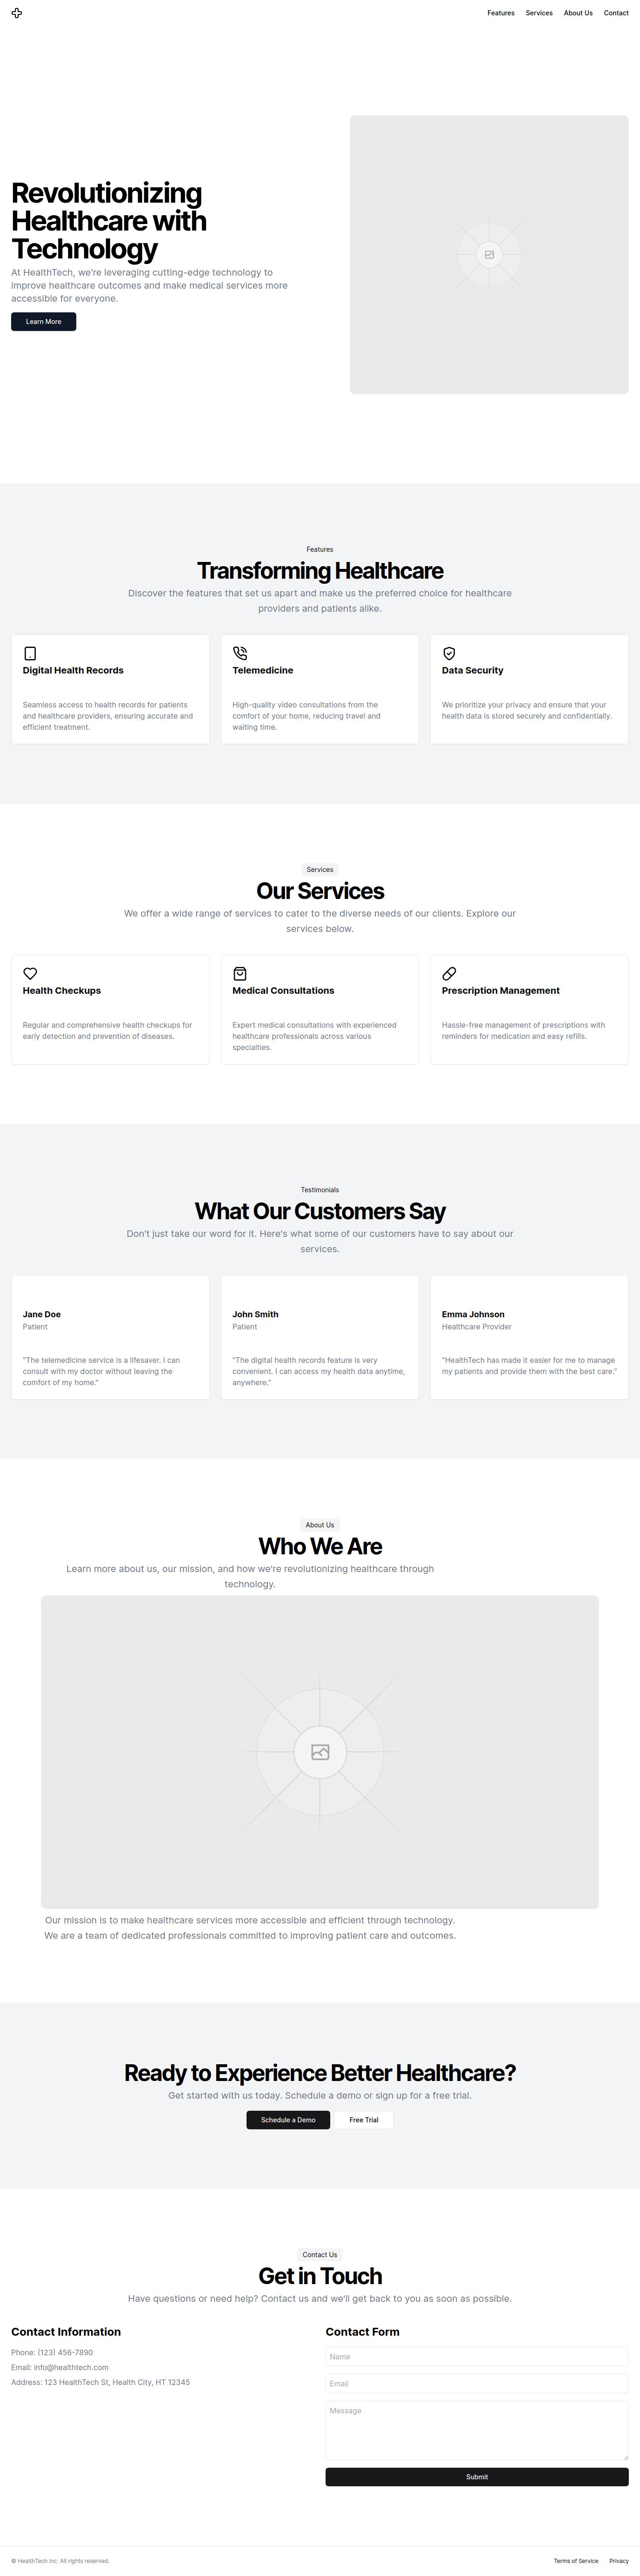 Features Services About Us Contact
Revolutionizing
Healthcare with
Technology
At HealthTech, we're leveraging cutting-edge technology to
improve healthcare outcomes and make medical services more
accessible for everyone.
Learn More
Features
Transforming Healthcare
Discover the features that set us apart and make us the preferred choice for healthcare
providers and patients alike.
Digital Health Records
Seamless access to health records for patients
and healthcare providers, ensuring accurate and
efficient treatment.
Telemedicine
High-quality video consultations from the
comfort of your home, reducing travel and
waiting time.
Data Security
We prioritize your privacy and ensure that your
health data is stored securely and confidentially.
Services
Our Services
We offer a wide range of services to cater to the diverse needs of our clients. Explore our
services below.
Health Checkups
Regular and comprehensive health checkups for
early detection and prevention of diseases.
Medical Consultations
Expert medical consultations with experienced
healthcare professionals across various
specialties.
Prescription Management
Hassle-free management of prescriptions with
reminders for medication and easy refills.
Testimonials
What Our Customers Say
Don't just take our word for it. Here's what some of our customers have to say about our
services.
Jane Doe
Patient
"The telemedicine service is a lifesaver. I can
consult with my doctor without leaving the
comfort of my home."
John Smith
Patient
"The digital health records feature is very
convenient. I can access my health data anytime,
anywhere."
Emma Johnson
Healthcare Provider
"HealthTech has made it easier for me to manage
my patients and provide them with the best care."
About Us
Who We Are
Learn more about us, our mission, and how we're revolutionizing healthcare through
technology.
Our mission is to make healthcare services more accessible and efficient through technology.
We are a team of dedicated professionals committed to improving patient care and outcomes.
Ready to Experience Better Healthcare?
Get started with us today. Schedule a demo or sign up for a free trial.
Schedule a Demo
Free Trial
Contact Us
Get in Touch
Have questions or need help? Contact us and we'll get back to you as soon as possible.
Contact Information
Phone: (123) 456-7890
Email: info@healthtech.com
Address: 123 HealthTech St, Health City, HT 12345
Contact Form
Name
Email
Message
Submit
© HealthTech Inc. All rights reserved.
Terms of Service Privacy